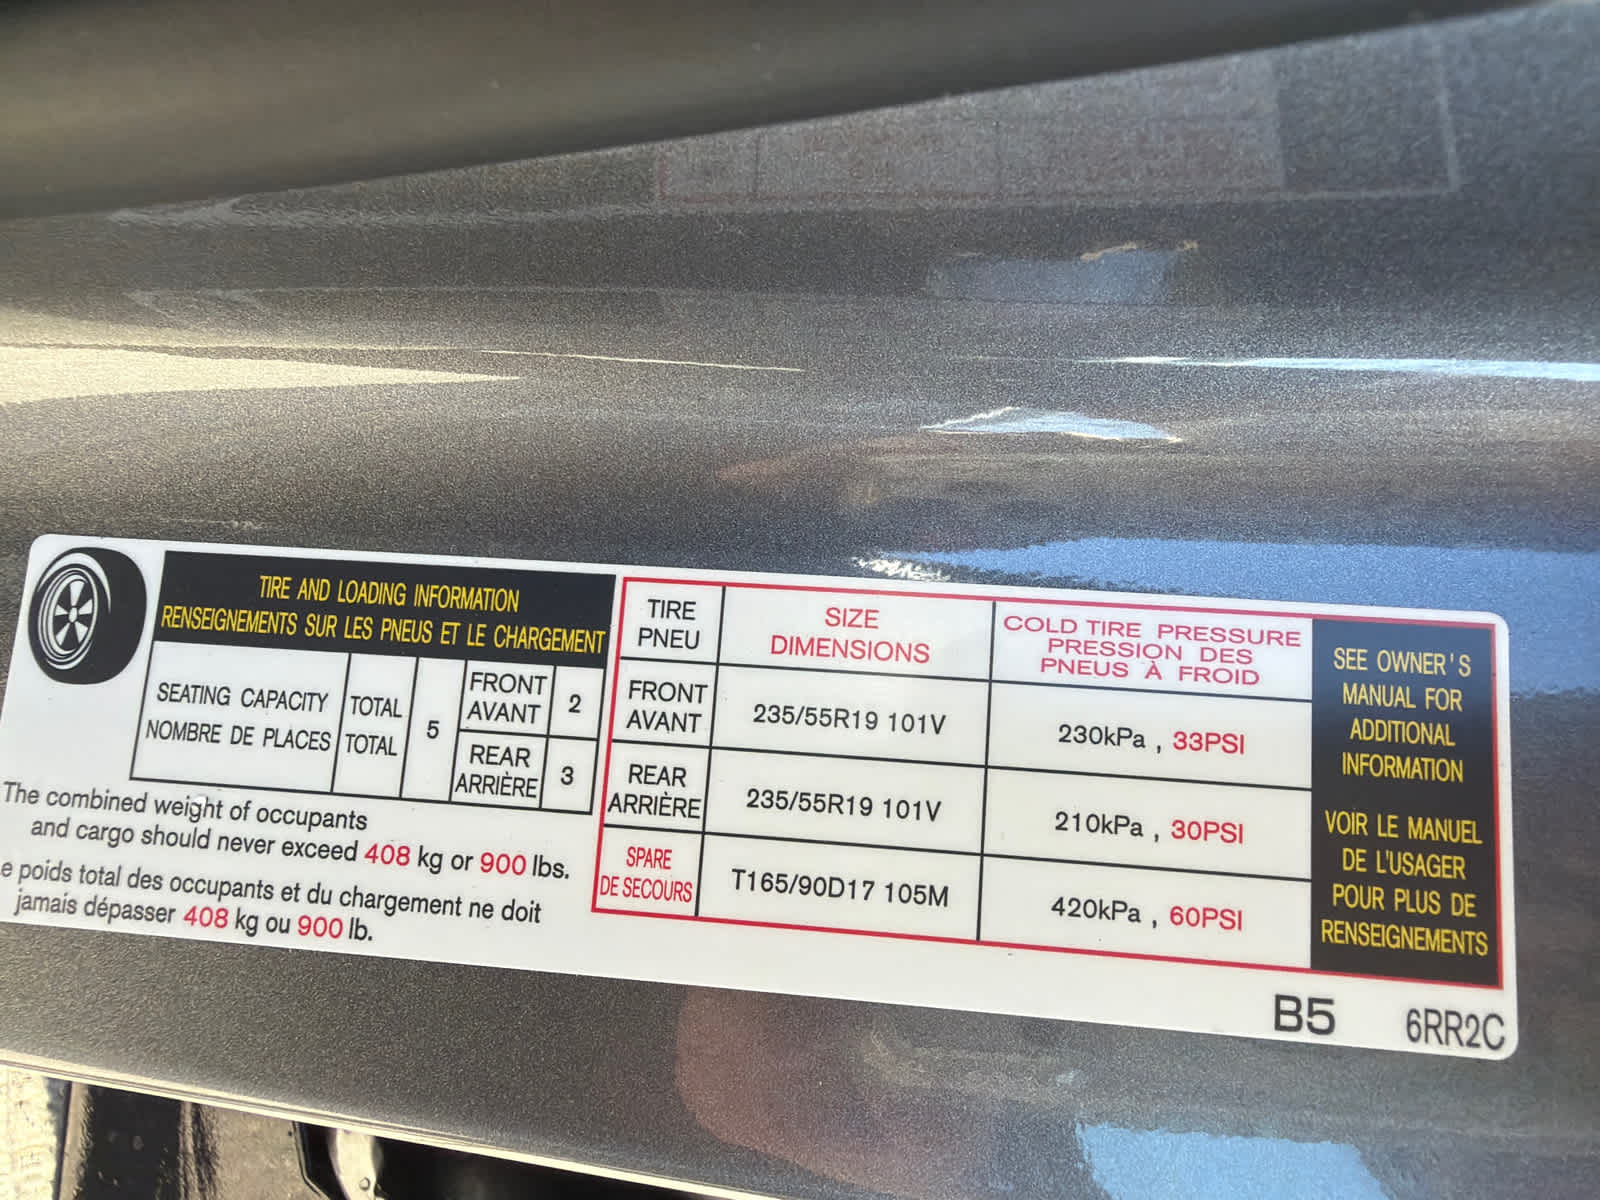 TIRE AND LOADING INFORMATION
RENSEIGNEMENTS SUR LES PNEUS ET LE CHARGEMENT
SEATING CAPACITY
NOMBRE DE PLACES
TOTAL
TOTAL
5
FRONT
AVANT
2
REAR
ARRIÈRE
3
The combined weight of occupants
and cargo should never exceed 408 kg or 900 lbs.
e poids total des occupants et du chargement ne doit
jamais dépasser 408 kg ou 900 lb.
TIRE
PNEU
SIZE
DIMENSIONS
COLD TIRE PRESSURE
PRESSION DES
PNEUS À FROID
FRONT
AVANT
235/55R19 101V
230kPa , 33PSI
REAR
ARRIÈRE
235/55R19 101V
210kPa , 30PSI
SPARE
DE SECOURS
T165/90D17 105M
420kPa , 60PSI
SEE OWNER'S
MANUAL FOR
ADDITIONAL
INFORMATION
VOIR LE MANUEL
DE L'USAGER
POUR PLUS DE
RENSEIGNEMENTS
B5 6RR2C